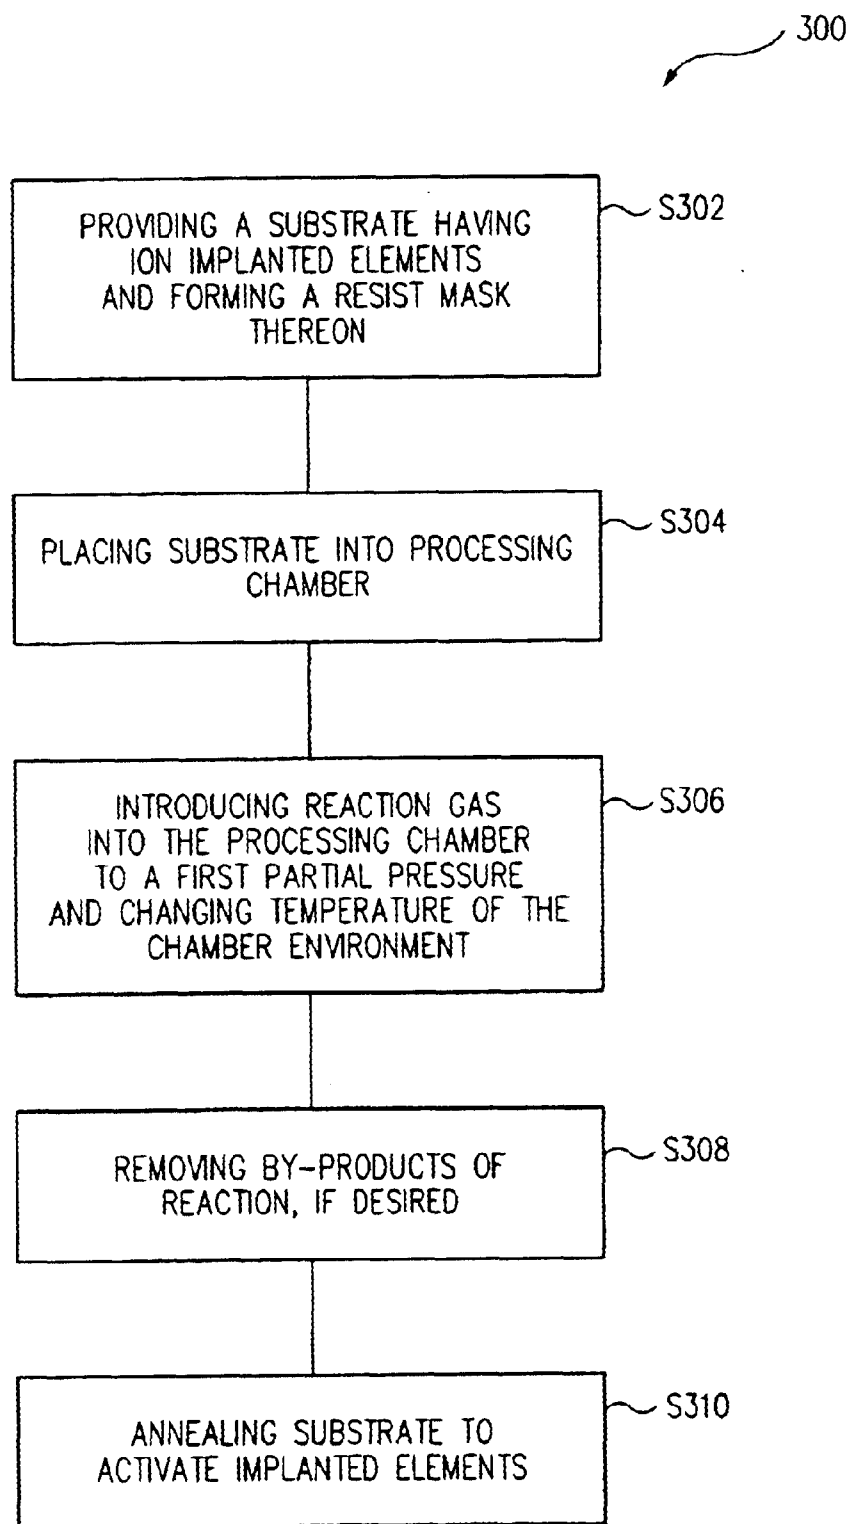 300
PROVIDING A SUBSTRATE HAVING
ION IMPLANTED ELEMENTS
AND FORMING A RESIST MASK
THEREON
S302
PLACING SUBSTRATE INTO PROCESSING
CHAMBER
S304
INTRODUCING REACTION GAS
INTO THE PROCESSING CHAMBER
TO A FIRST PARTIAL PRESSURE
AND CHANGING TEMPERATURE OF THE
CHAMBER ENVIRONMENT
S306
REMOVING BY-PRODUCTS OF
REACTION, IF DESIRED
S308
ANNEALING SUBSTRATE TO
ACTIVATE IMPLANTED ELEMENTS
S310